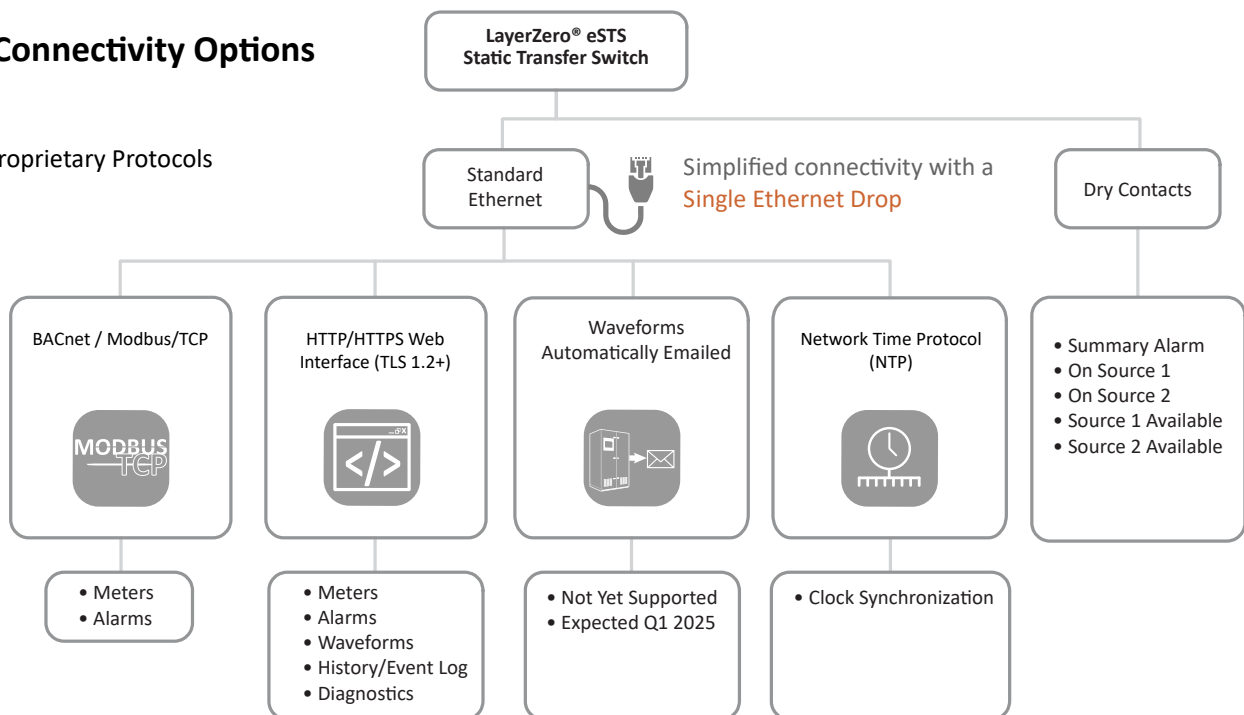 Connectivity Options
LayerZero® eSTS
Static Transfer Switch
roprietary Protocols
Standard
Ethernet
Simplified connectivity with a
Single Ethernet Drop
Dry Contacts
BACnet / Modbus/TCP
MODBUS
TCP
HTTP/HTTPS Web
Interface (TLS 1.2+)
</>
Waveforms
Automatically Emailed
Network Time Protocol
(NTP)
• Summary Alarm
• On Source 1
• On Source 2
• Source 1 Available
• Source 2 Available
• Meters
• Alarms
• Meters
• Alarms
• Waveforms
• History/Event Log
• Diagnostics
• Not Yet Supported
• Expected Q1 2025
• Clock Synchronization